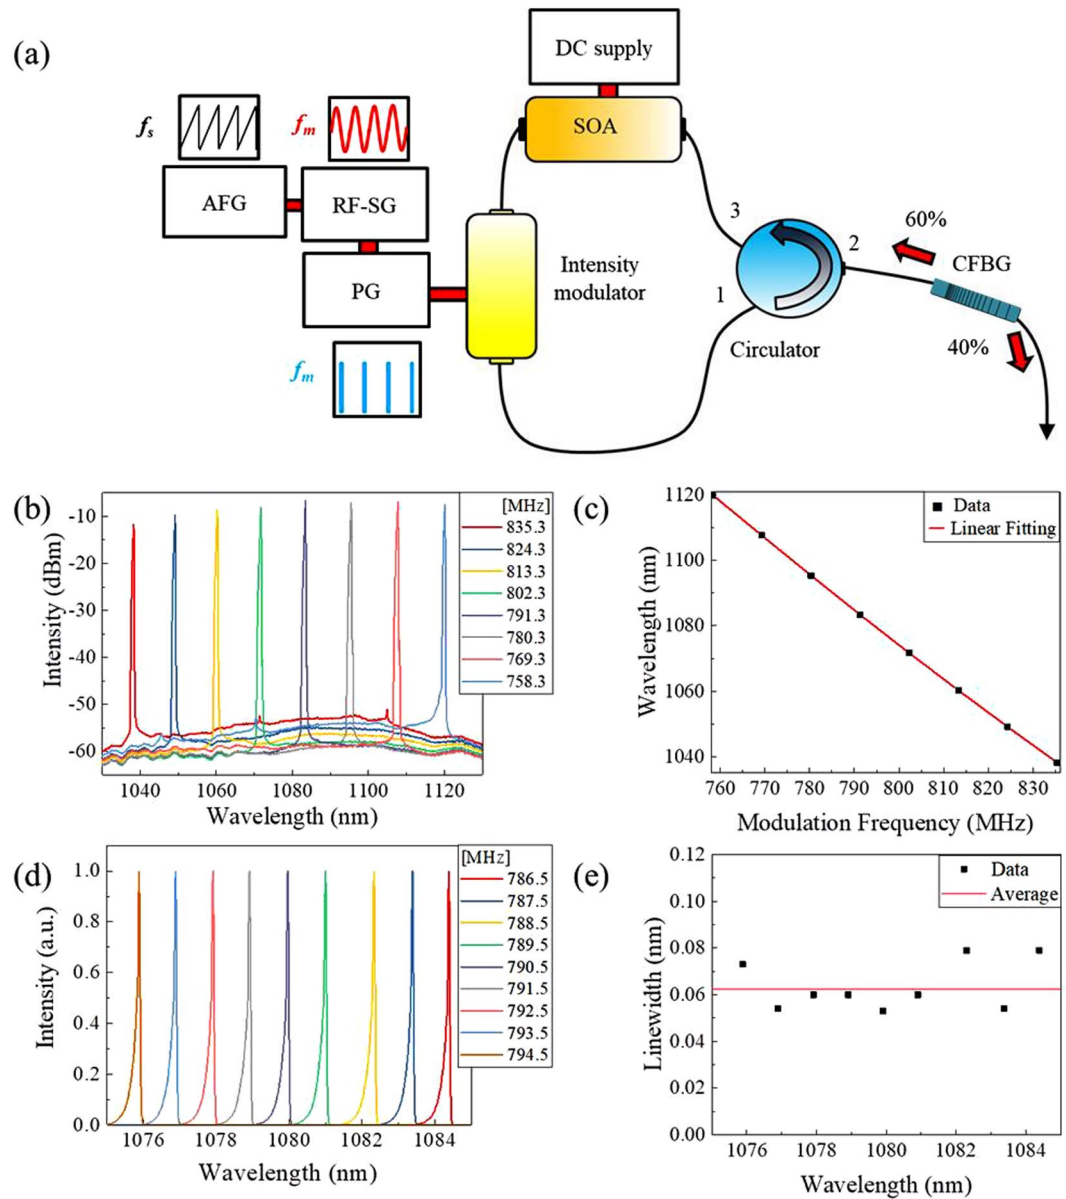 (a)
DC supply
SOA
fs
fm
AFG
RF-SG
PG
fm
Intensity
modulator
3
2
1
Circulator
60%
CFBG
40%
(b)
Intensity (dBm)
-10
-20
-30
-40
-50
-60
[MHz]
835.3
824.3
813.3
802.3
791.3
780.3
769.3
758.3
1040 1060 1080 1100 1120
Wavelength (nm)
(c)
Wavelength (nm)
1120
1100
1080
1060
1040
Data
Linear Fitting
760 770 780 790 800 810 820 830
Modulation Frequency (MHz)
(d)
Intensity (a.u.)
1.0
0.8
0.6
0.4
0.2
0.0
[MHz]
786.5
787.5
788.5
789.5
790.5
791.5
792.5
793.5
794.5
1076 1078 1080 1082 1084
Wavelength (nm)
(e)
Linewidth (nm)
0.12
0.10
0.08
0.06
0.04
0.02
0.00
Data
Average
1076 1078 1080 1082 1084
Wavelength (nm)